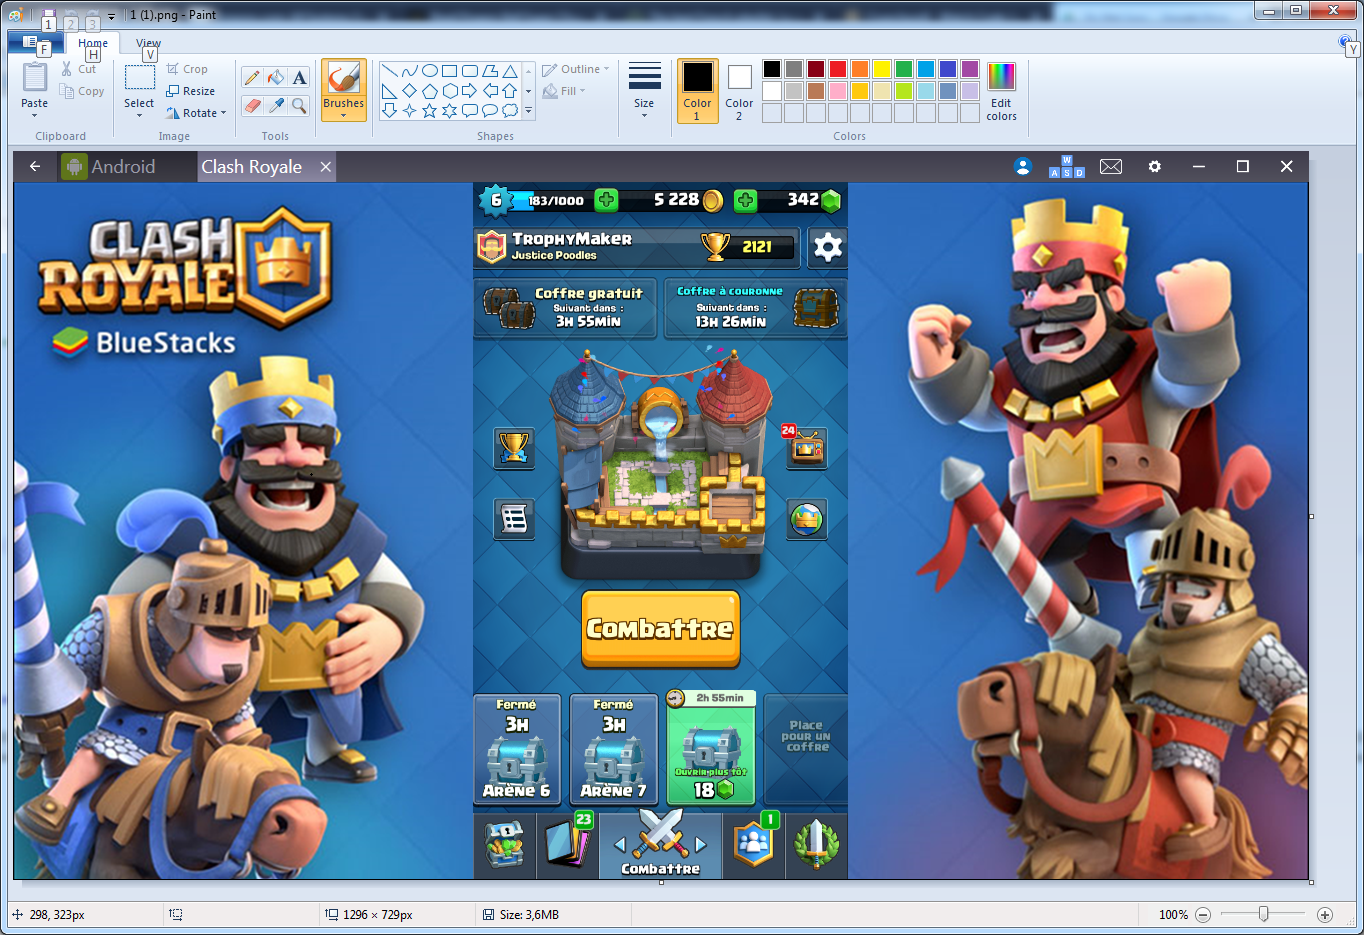 1 (1).png - Paint
1
2
3
F
Home
H
View
V
Y
Paste
Cut
Copy
Select
Crop
Resize
Rotate
A
Brushes
Outline
Fill
Size
Color
1
Color
2
Edit
colors
Clipboard
Image
Tools
Shapes
Colors
Android
Clash Royale
W
A S D
CLASH
ROYALE
BlueStacks
6
183/1000
5 228
342
TrophyMaker
Justice Poodles
2121
Coffre gratuit
Suivant dans :
3h 55min
Coffre à couronne
Suivant dans :
13h 26min
24
Combattre
Fermé
3h
Arène 6
Fermé
3h
Arène 7
2h 55min
Ouvrir plus tôt
18
Place
pour un
coffre
23
Combattre
1
298, 323px
1296 × 729px
Size: 3,6MB
100%